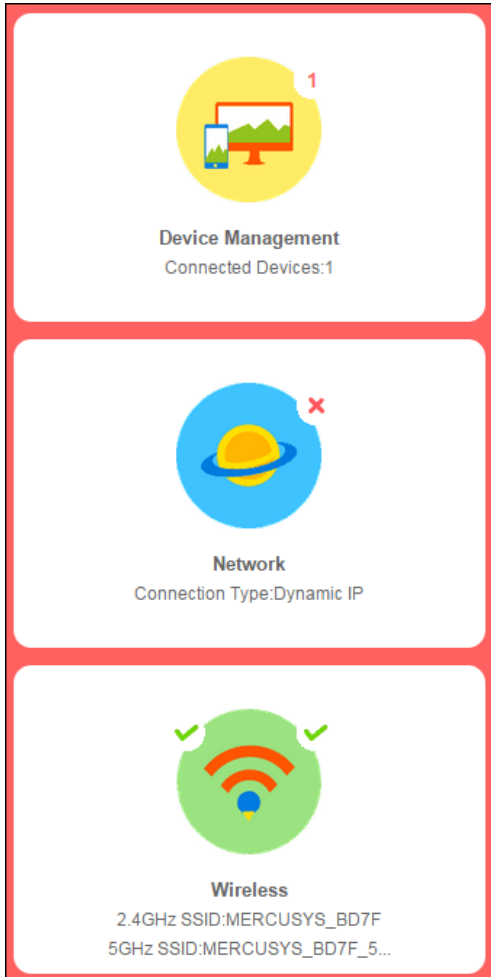 1
Device Management
Connected Devices:1
Network
Connection Type:Dynamic IP
Wireless
2.4GHz SSID:MERCUSYS_BD7F
5GHz SSID:MERCUSYS_BD7F_5...